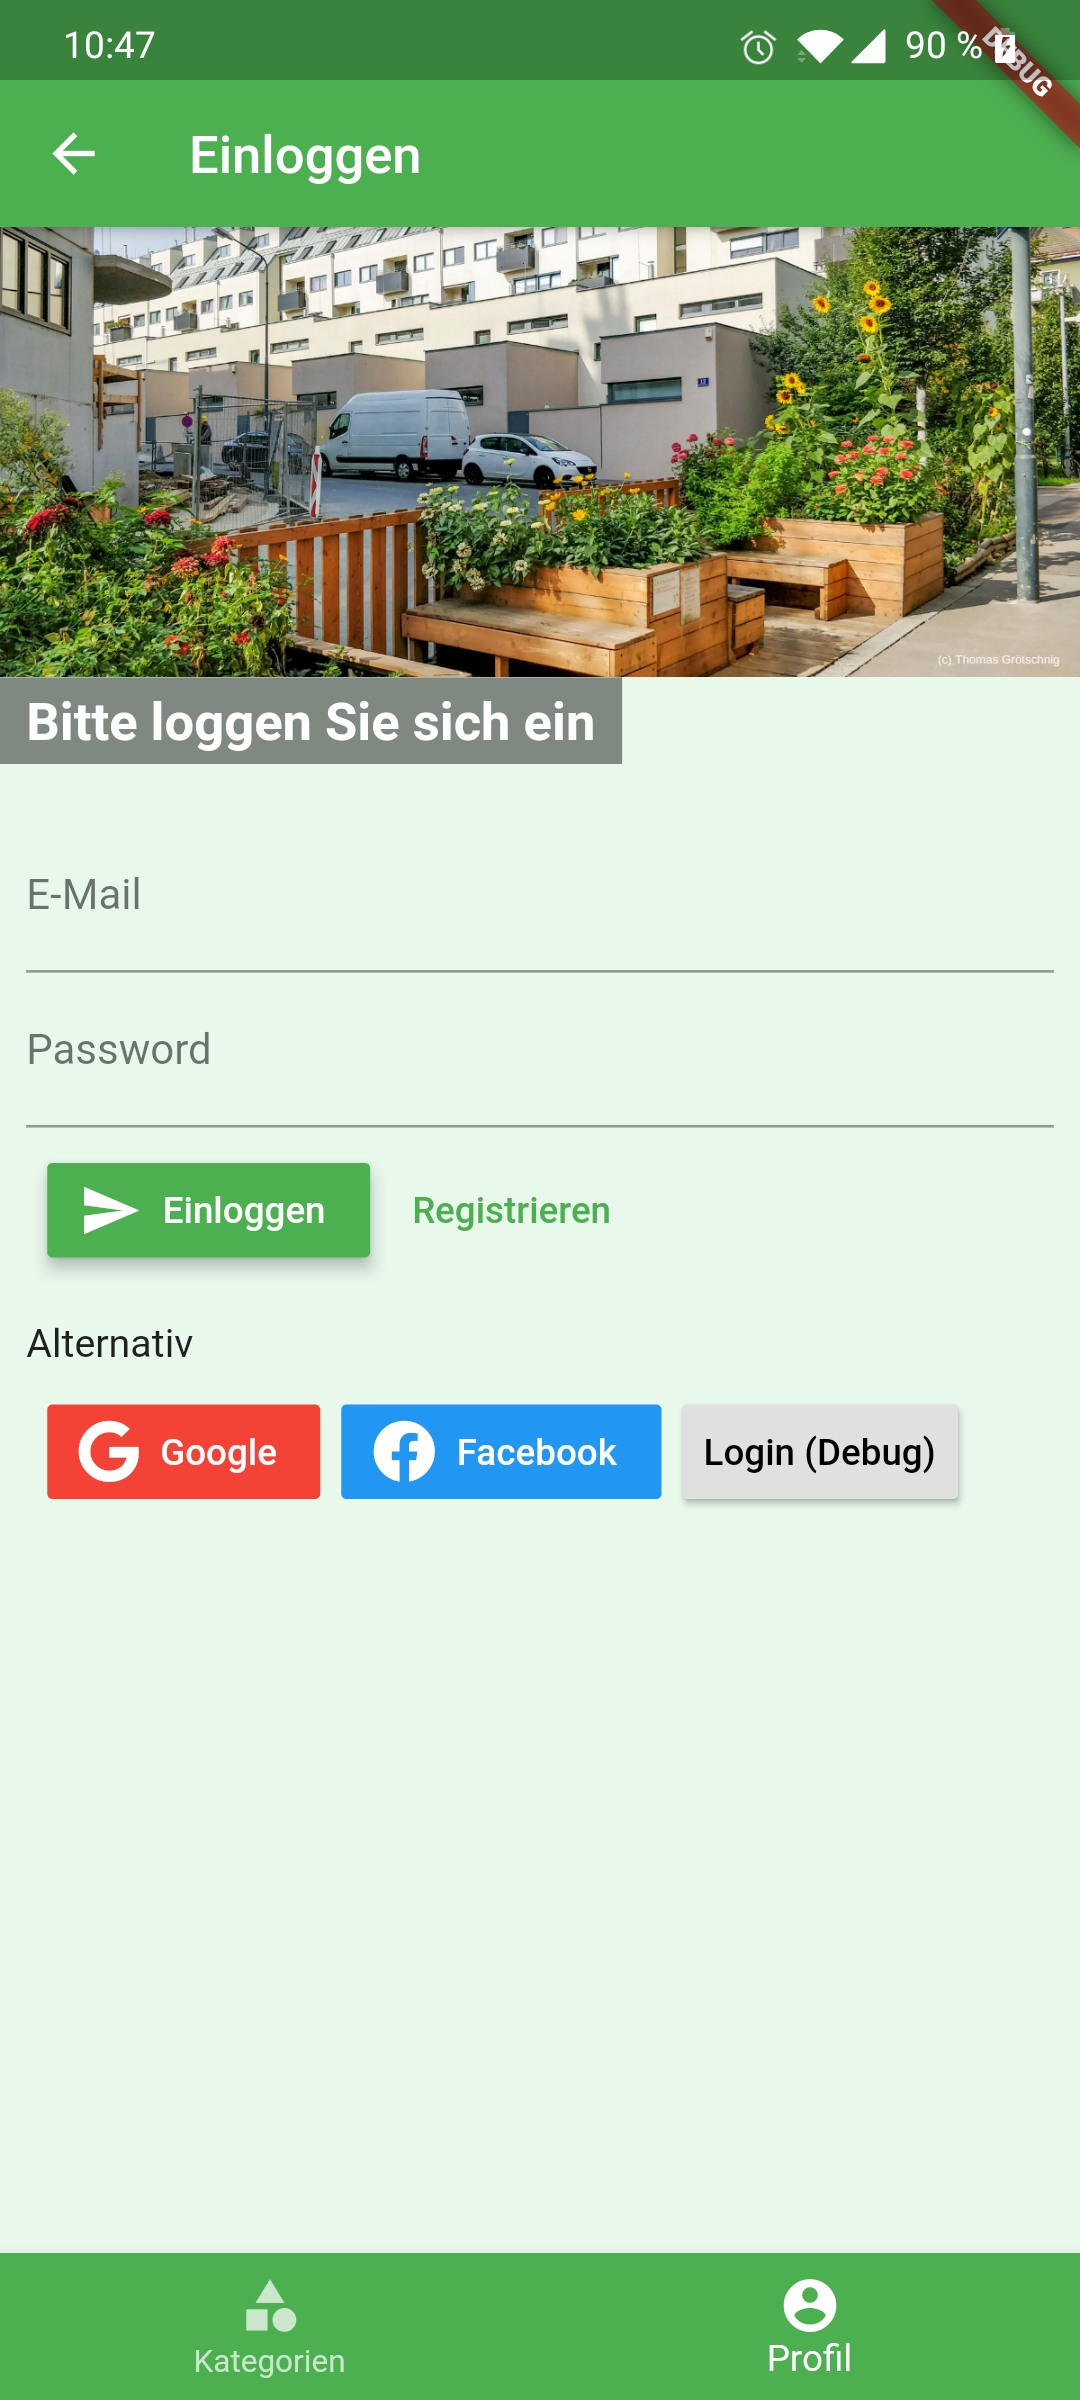 10:47
90 %
DEBUG
Einloggen
(c) Thomas Grötschnig
Bitte loggen Sie sich ein
E-Mail
Password
Einloggen
Registrieren
Alternativ
Google
Facebook
Login (Debug)
Kategorien
Profil